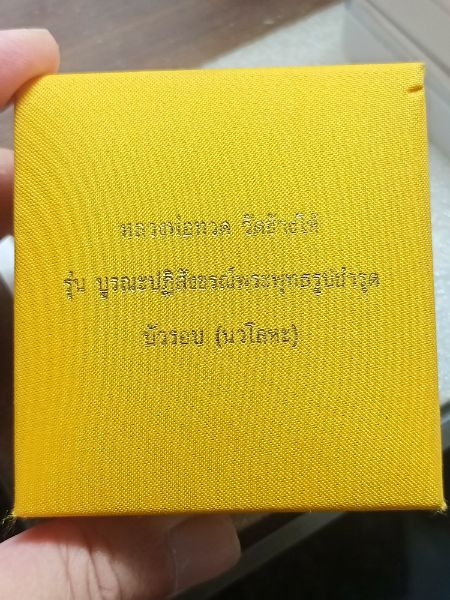 หลวงพ่อทวด วัดช้างให้
รุ่น บูรณะปฏิสังขรณ์พระพุทธรูปชำรุด
บัวรอบ (นวโลหะ)